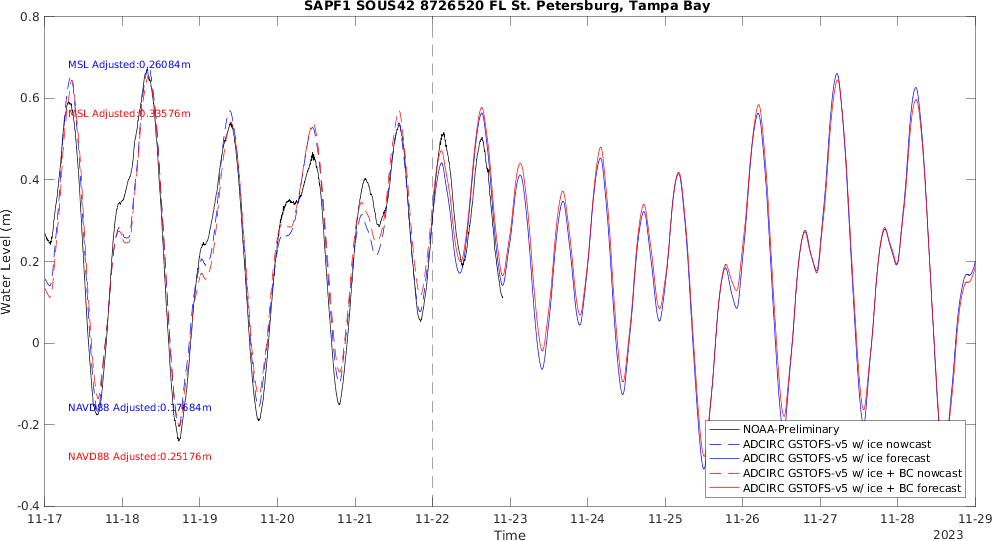 SAPF1 SOUS42 8726520 FL St. Petersburg, Tampa Bay
0.8
0.6
0.4
0.2
0
-0.2
-0.4
Water Level (m)
MSL Adjusted:0.26084m
MSL Adjusted:0.33576m
NAVD88 Adjusted:0.17684m
NAVD88 Adjusted:0.25176m
NOAA-Preliminary
ADCIRC GSTOFS-v5 w/ ice nowcast
ADCIRC GSTOFS-v5 w/ ice forecast
ADCIRC GSTOFS-v5 w/ ice + BC nowcast
ADCIRC GSTOFS-v5 w/ ice + BC forecast
11-17 11-18 11-19 11-20 11-21 11-22 11-23 11-24 11-25 11-26 11-27 11-28 11-29
Time
2023